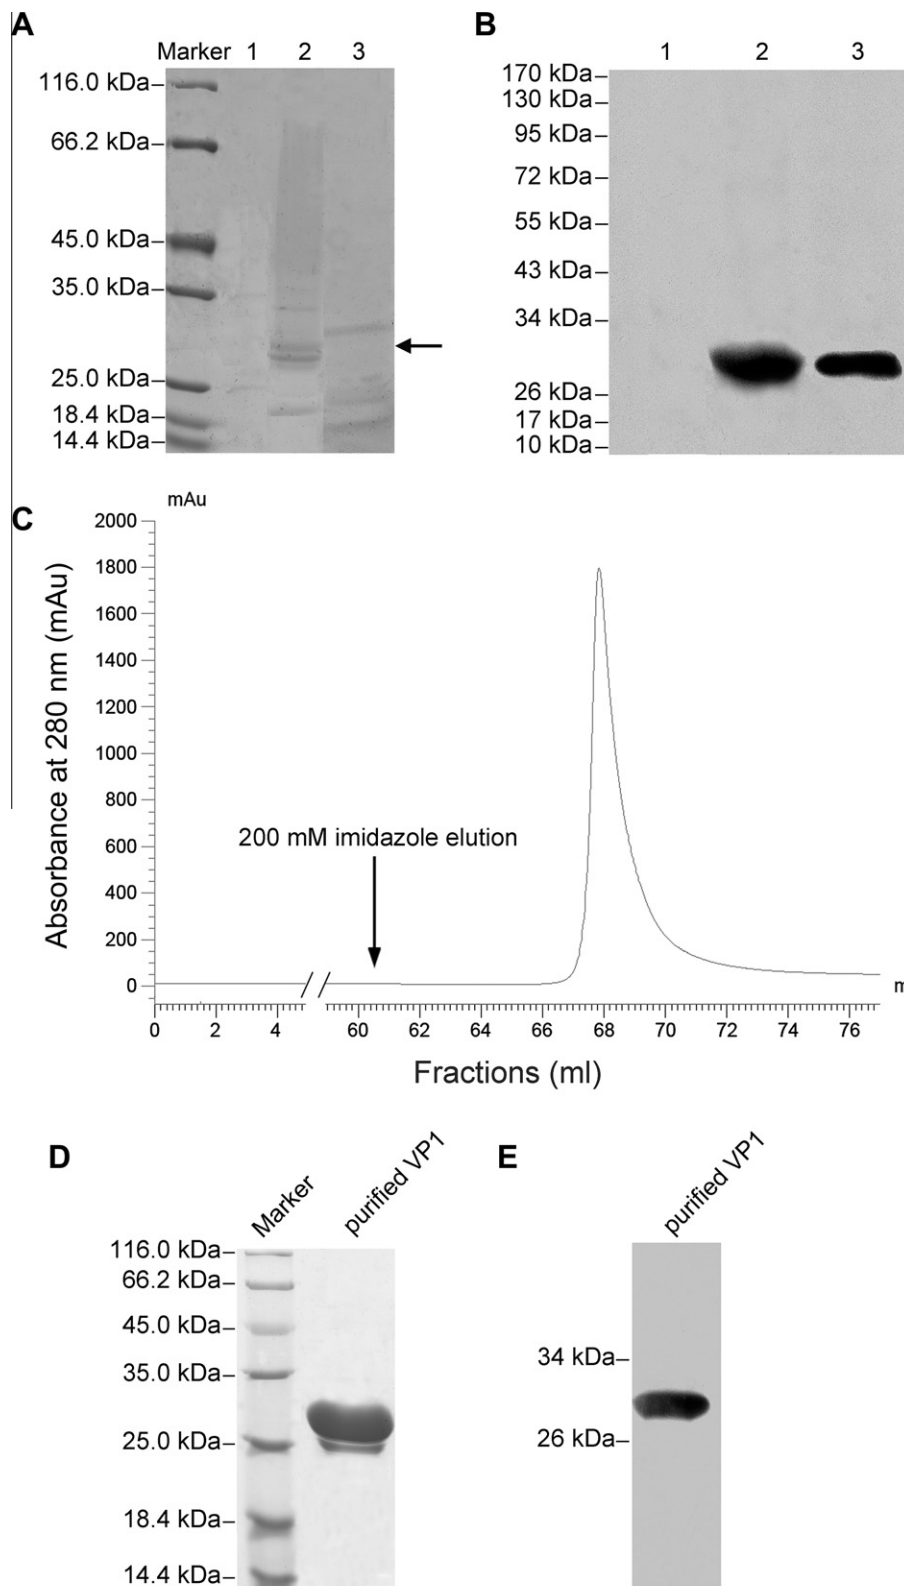 A
Marker 1 2 3
116.0 kDa
66.2 kDa
45.0 kDa
35.0 kDa
25.0 kDa
18.4 kDa
14.4 kDa
B
1 2 3
170 kDa
130 kDa
95 kDa
72 kDa
55 kDa
43 kDa
34 kDa
26 kDa
17 kDa
10 kDa
C
mAu
Absorbance at 280 nm (mAu)
2000
1800
1600
1400
1200
1000
800
600
400
200
0
200 mM imidazole elution
0 2 4 60 62 64 66 68 70 72 74 76
m
Fractions (ml)
D
Marker
purified VP1
116.0 kDa
66.2 kDa
45.0 kDa
35.0 kDa
25.0 kDa
18.4 kDa
14.4 kDa
E
purified VP1
34 kDa
26 kDa